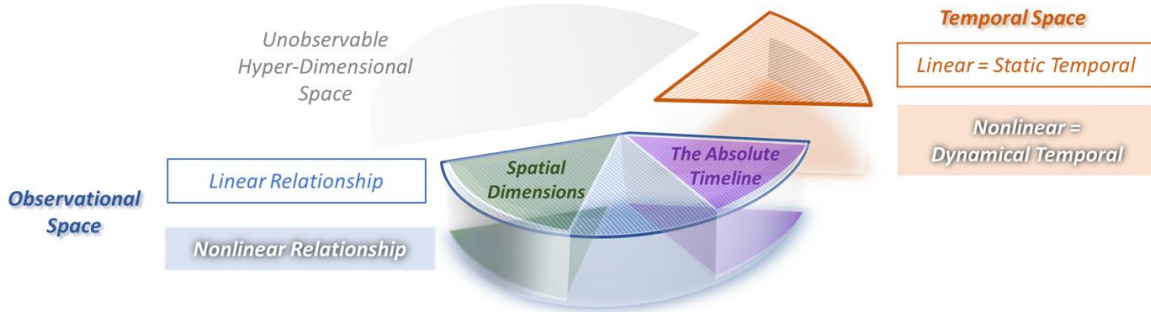 Unobservable
Hyper-Dimensional
Space
Temporal Space
Linear = Static Temporal
Nonlinear =
Dynamical Temporal
Observational
Space
Linear Relationship
Nonlinear Relationship
Spatial
Dimensions
The Absolute
Timeline